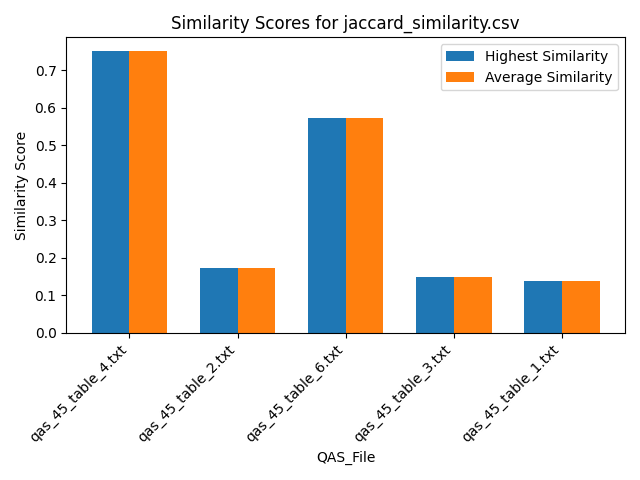 Similarity Scores for jaccard_similarity.csv
Highest Similarity
Average Similarity
Similarity Score
0.7
0.6
0.5
0.4
0.3
0.2
0.1
0.0
qas_45_table_4.txt
qas_45_table_2.txt
qas_45_table_6.txt
qas_45_table_3.txt
qas_45_table_1.txt
QAS_File